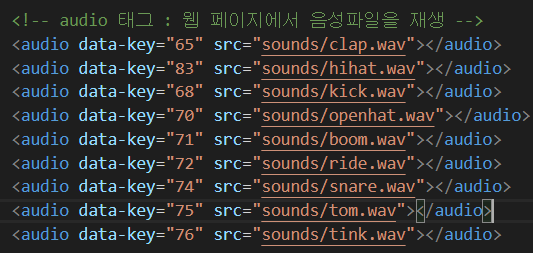 <!-- audio 태그 : 웹 페이지에서 음성파일을 재생 -->
<audio data-key="65" src="sounds/clap.wav"></audio>
<audio data-key="83" src="sounds/hihat.wav"></audio>
<audio data-key="68" src="sounds/kick.wav"></audio>
<audio data-key="70" src="sounds/openhat.wav"></audio>
<audio data-key="71" src="sounds/boom.wav"></audio>
<audio data-key="72" src="sounds/ride.wav"></audio>
<audio data-key="74" src="sounds/snare.wav"></audio>
<audio data-key="75" src="sounds/tom.wav"></audio>
<audio data-key="76" src="sounds/tink.wav"></audio>